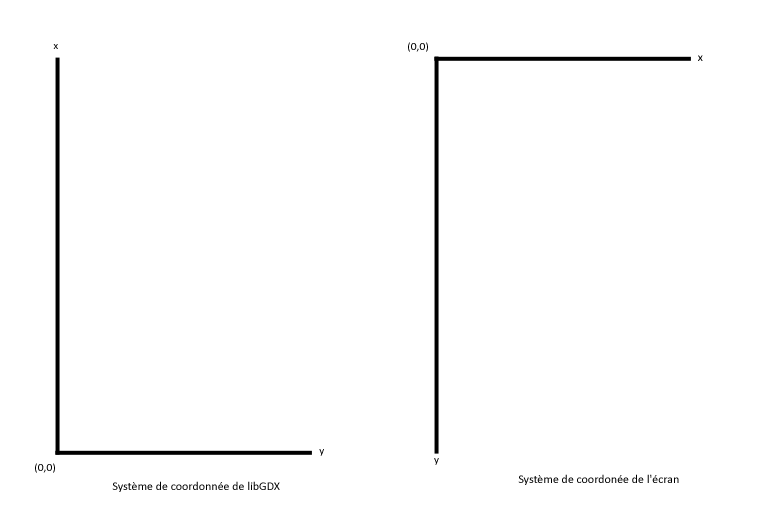 x
(0,0)
y
Système de coordonnée de libGDX
(0,0)
x
y
Système de coordonée de l'écran